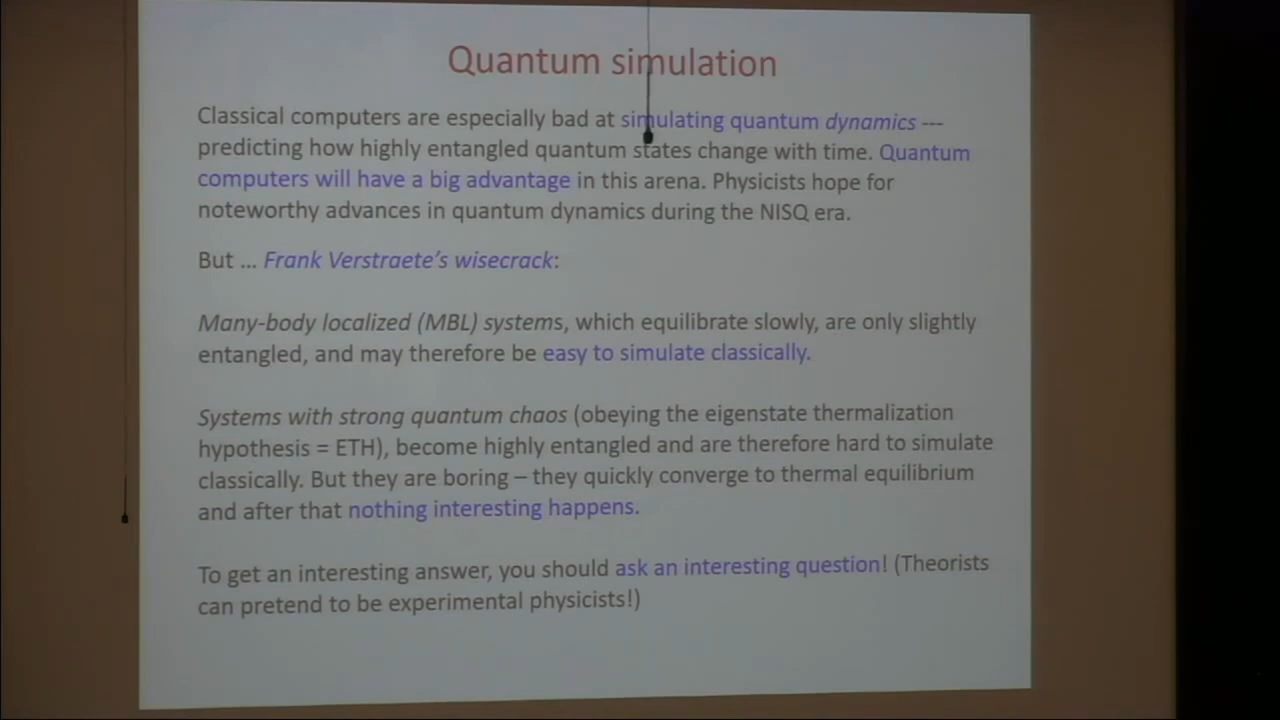 Quantum simulation
Classical computers are especially bad at simulating quantum dynamics ---
predicting how highly entangled quantum states change with time. Quantum
computers will have a big advantage in this arena. Physicists hope for
noteworthy advances in quantum dynamics during the NISQ era.
But ... Frank Verstraete's wisecrack:
Many-body localized (MBL) systems, which equilibrate slowly, are only slightly
entangled, and may therefore be easy to simulate classically.
Systems with strong quantum chaos (obeying the eigenstate thermalization
hypothesis = ETH), become highly entangled and are therefore hard to simulate
classically. But they are boring – they quickly converge to thermal equilibrium
and after that nothing interesting happens.
To get an interesting answer, you should ask an interesting question! (Theorists
can pretend to be experimental physicists!)